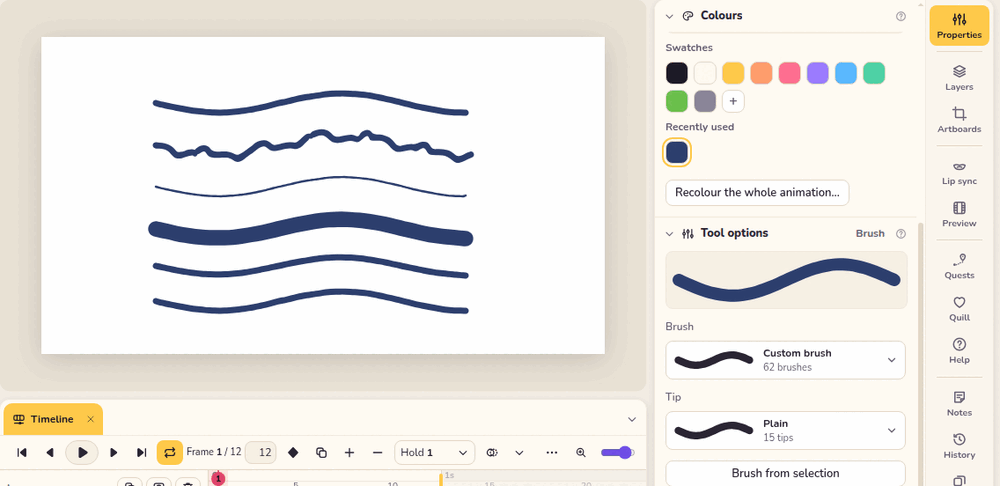 Colours
Swatches
+
Recently used
Recolour the whole animation...
Tool options
Brush
Brush
Custom brush
62 brushes
Tip
Plain
15 tips
Brush from selection
Properties
Layers
Artboards
Lip sync
Preview
Quests
Quill
Help
Notes
History
Timeline
Frame 1 / 12
12
Hold 1
1
5
10
1s
15
20